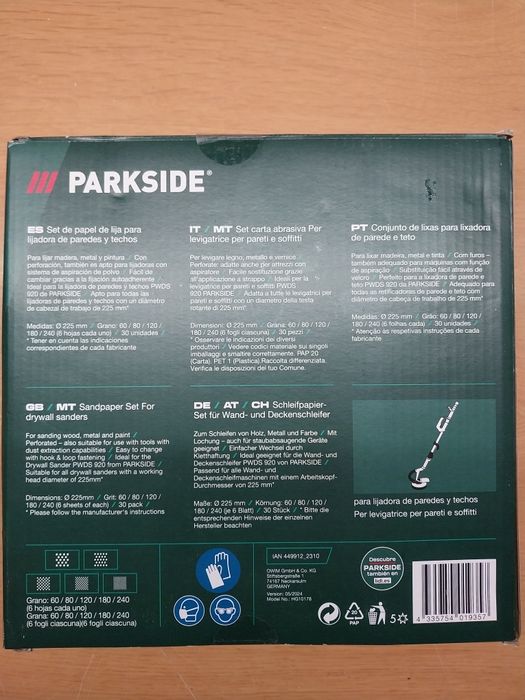 PARKSIDE®
ES Set de papel de lija para
lijadora de paredes y techos
Para lijar madera, metal y pintura / Con
perforación, también es apto para lijadoras con
sistema de aspiración de polvo / Fácil de
cambiar gracias a la fijación autoadherente
Ideal para la lijadora de paredes y techos PWDS
920 de PARKSIDE / Apto para todas las
lijadoras de paredes y techos con un diámetro
de cabezal de trabajo de 225 mm*
Medidas: Ø 225 mm / Grano: 60 / 80 / 120 /
180 / 240 (6 hojas cada uno) / 30 unidades
* Tener en cuenta las indicaciones
correspondientes de cada fabricante
IT / MT Set carta abrasiva Per
levigatrice per pareti e soffitti
Per levigare legno, metallo e vernice
Perforate: adatte anche per attrezzi con
aspiratore / Facile sostituzione grazie
all'innesto a strappo / Ideali per la
levigatrice per pareti e soffitti PWDS
920 PARKSIDE / Adatta a tutte le levigatrici per
pareti e soffitti con un diametro della testa
rotante di 225 mm*
Dimensioni: Ø 225 mm / Grana: 60 / 80 / 120 /
180 / 240 (6 fogli ciascuna) / 30 pezzi /
* Osservare le indicazioni dei diversi
produttori / Vedere codici materiale sui singoli
imballaggi e smaltire correttamente. PAP 20
(Carta). PET 1 (Plastica).Raccolta differenziata.
Verifica le disposizioni del tuo Comune.
PT Conjunto de lixas para lixadora
de parede e teto
Para lixar madeira, metal e tinta / Com furos –
também adequado para máquinas com função
de aspiração / Substituição fácil através de
velcro / Perfeito para a lixadora de parede e
teto PWDS 920 da PARKSIDE / Adequado para
todas as lixadoras de parede e teto com
diâmetro de cabeça de trabalho de 225 mm*
Medidas: Ø 225 mm / Grão: 60 / 80 / 120 /
180 / 240 (6 folhas cada) / 30 unidades /
* Atenção às respetivas instruções de cada
fabricante
GB / MT Sandpaper Set For
drywall sanders
For sanding wood, metal and paint /
Perforated – also suitable for use with tools with
dust extraction capabilities / Easy to change
with hook & loop fastening / Ideal for the
Drywall Sander PWDS 920 from PARKSIDE /
Suitable for all drywall sanders with a working
head diameter of 225mm*
Dimensions: Ø 225mm / Grit: 60 / 80 / 120 /
180 / 240 (6 sheets of each) / 30 pack /
* Please follow the manufacturer's instructions
DE / AT / CH Schleifpapier-
Set für Wand- und Deckenschleifer
Zum Schleifen von Holz, Metall und Farbe / Mit
Lochung – auch für staubabsaugende Geräte
geeignet / Einfacher Wechsel durch
Kletthaftung / Ideal geeignet für die Wand- und
Deckenschleifer PWDS 920 von PARKSIDE /
Passend für alle Wand- und
Deckenschleifmaschinen mit einem Arbeitskopf-
Durchmesser von 225 mm*
Maße: Ø 225 mm / Körnung: 60 / 80 / 120 /
180 / 240 (je 6 Blatt) / 30 Stück / * Bitte die
entsprechenden Hinweise der einzelnen
Hersteller beachten
para lijadora de paredes y techos
Per levigatrice per pareti e soffitti
Grano: 60 / 80 / 120 / 180 / 240
(6 hojas cada uno)
Grana: 60 / 80 / 120 / 180 / 240
(6 fogli ciascuna)(6 fogli ciascuna)
IAN 449912_2310
OWIM GmbH & Co. KG
Stiftsbergstraße 1
74167 Neckarsulm
GERMANY
Version: 05/2024
Model No.: HG10178
Descubre
PARKSIDE
también en
lidl.es
20
PAP
5
4 335754 019357